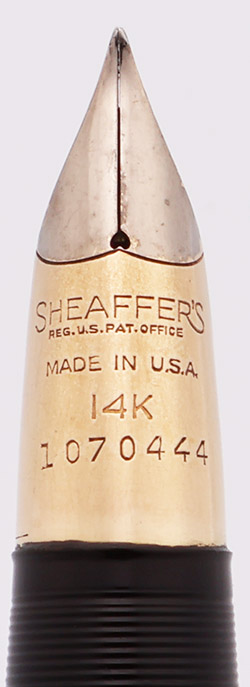 SHEAFFER'S
REG. U.S. PAT. OFFICE
MADE IN U.S.A.
14K
1070444